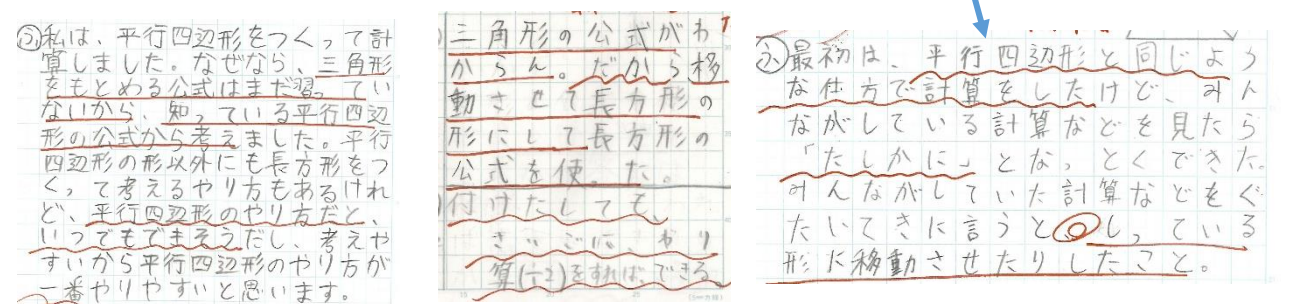 ふ私は、平行四辺形をつくって計
算しました。なぜなら、三角形
をもとめる公式はまだ習ってい
ないから、知っている平行四辺
形の公式から考えました。平行
四辺形の形以外にも長方形をつ
くって考えるやり方もあるけれ
ど、平行四辺形のやり方だと、
いつでもできそうだし、考えや
すいから平行四辺形のやり方が
一番やりやすいと思います。
三角形の公式がわ
からん。だから移
動させて長方形の
形にして長方形の
公式を使った。
付けたしてて、
さいごに、わり
算(÷2)をすれば、できる
ふ最初は、平行四辺形と同じよう
な仕方で計算をしたけど、みん
ながしている計算などを見たら
「たしかに」となっとくできた。
みんながしていた計算などをぐ
たいてきに言うと◎しっている
形に移動させたりしたこと。